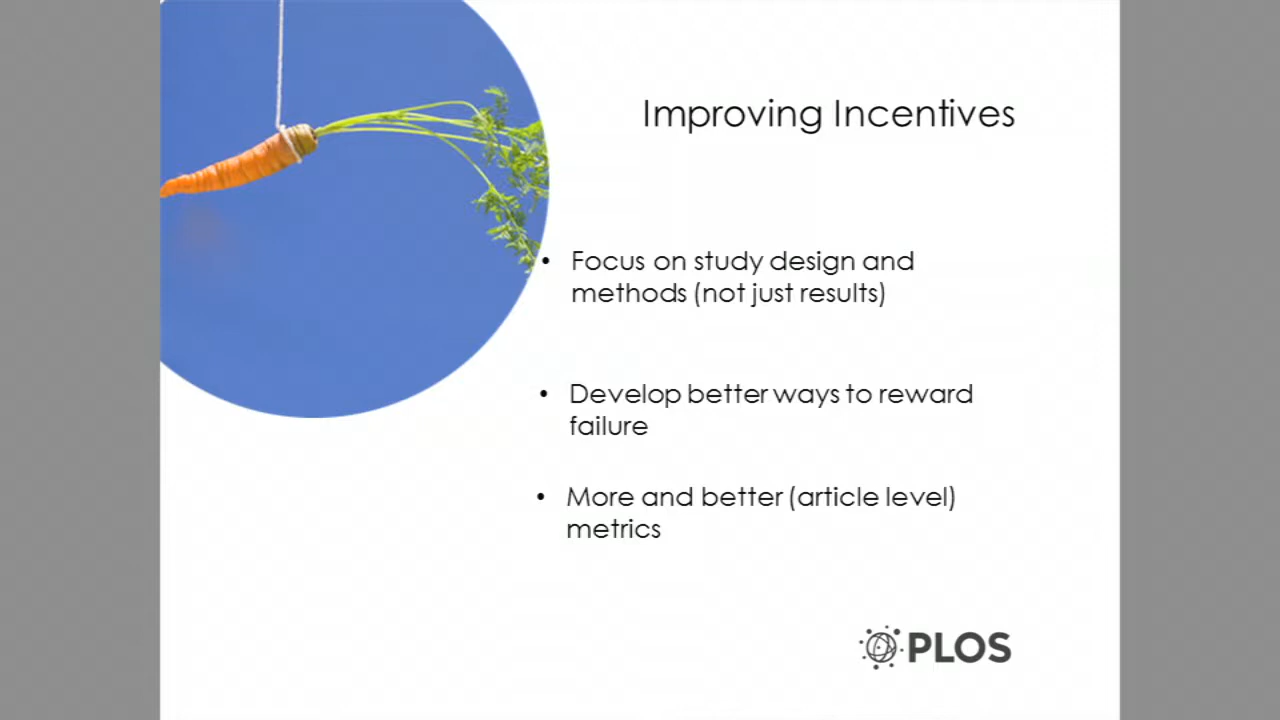 Improving Incentives
• Focus on study design and
methods (not just results)
• Develop better ways to reward
failure
• More and better (article level)
metrics
PLOS